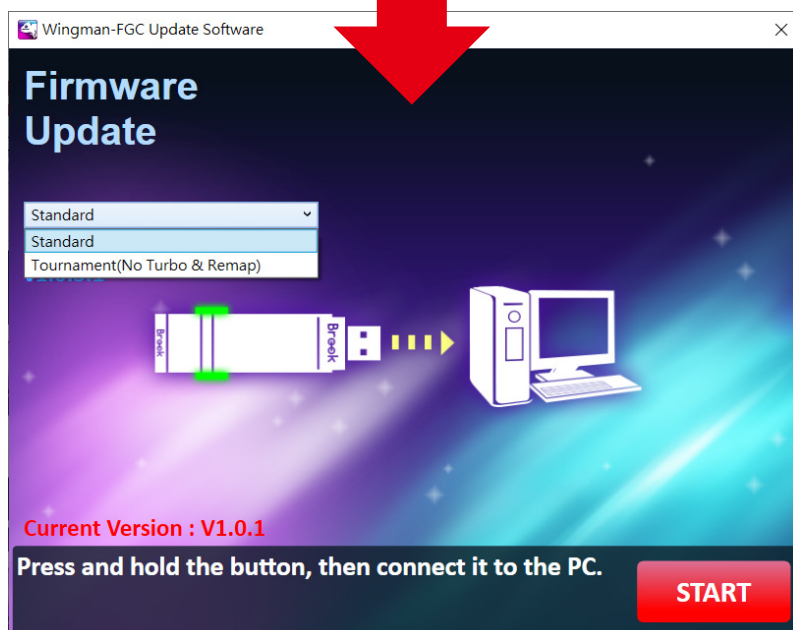 Wingman-FGC Update Software
Firmware
Update
Standard
Standard
Tournament(No Turbo & Remap)
Brook
Brook
Current Version : V1.0.1
Press and hold the button, then connect it to the PC.
START